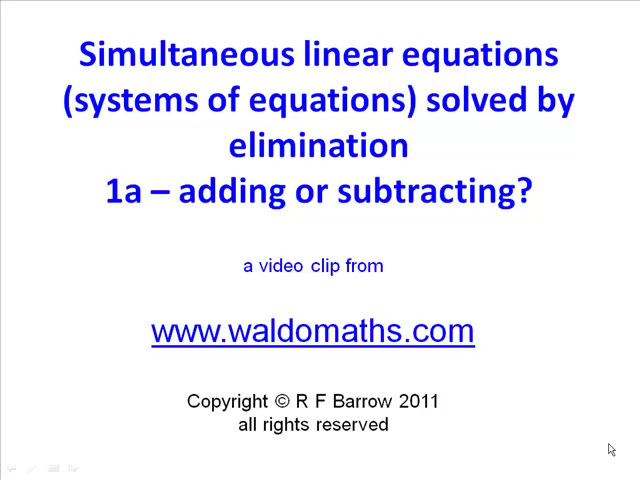 Simultaneous linear equations
(systems of equations) solved by
elimination
1a – adding or subtracting?
a video clip from
www.waldomaths.com
Copyright © R F Barrow 2011
all rights reserved